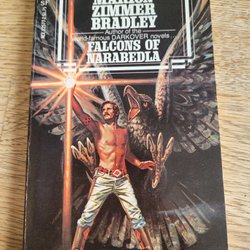 MARION
ZIMMER
BRADLEY
Author of the
world-famous DARKOVER novels
FALCONS OF
NARABEDLA